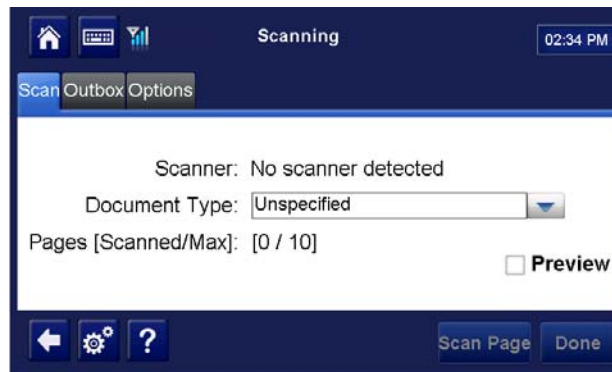 Scanning
02:34 PM
Scan Outbox Options
Scanner: No scanner detected
Document Type: Unspecified
Pages [Scanned/Max]: [0 / 10]
Preview
?
Scan Page Done